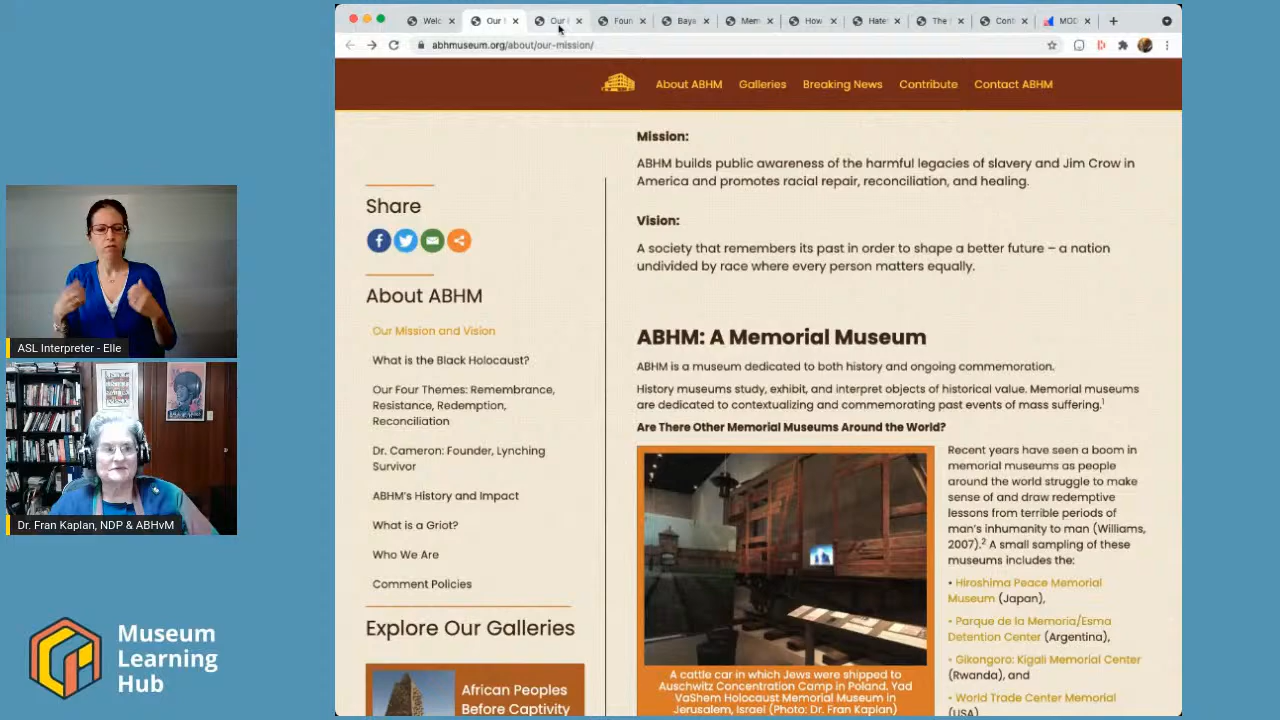 Welc
Our
Our
Foun
Baya
Mem
How
Hate
The
Cont
MOD
abhmuseum.org/about/our-mission/
About ABHM
Galleries
Breaking News
Contribute
Contact ABHM
Share
About ABHM
Our Mission and Vision
What is the Black Holocaust?
Our Four Themes: Remembrance,
Resistance, Redemption,
Reconciliation
Dr. Cameron: Founder, Lynching
Survivor
ABHM's History and Impact
What is a Griot?
Who We Are
Comment Policies
Explore Our Galleries
African Peoples
Before Captivity
Mission:
ABHM builds public awareness of the harmful legacies of slavery and Jim Crow in
America and promotes racial repair, reconciliation, and healing.
Vision:
A society that remembers its past in order to shape a better future – a nation
undivided by race where every person matters equally.
ABHM: A Memorial Museum
ABHM is a museum dedicated to both history and ongoing commemoration.
History museums study, exhibit, and interpret objects of historical value. Memorial museums
are dedicated to contextualizing and commemorating past events of mass suffering.1
Are There Other Memorial Museums Around the World?
A cattle car in which Jews were shipped to
Auschwitz Concentration Camp in Poland. Yad
VaShem Holocaust Memorial Museum in
Jerusalem, Israel (Photo: Dr. Fran Kaplan)
Recent years have seen a boom in
memorial museums as people
around the world struggle to make
sense of and draw redemptive
lessons from terrible periods of
man's inhumanity to man (Williams,
2007).2 A small sampling of these
museums includes the:
• Hiroshima Peace Memorial
Museum (Japan),
• Parque de la Memoria/Esma
Detention Center (Argentina),
• Gikongoro: Kigali Memorial Center
(Rwanda), and
• World Trade Center Memorial
(USA)
ASL Interpreter - Elle
Dr. Fran Kaplan, NDP & ABHvM
Museum
Learning
Hub